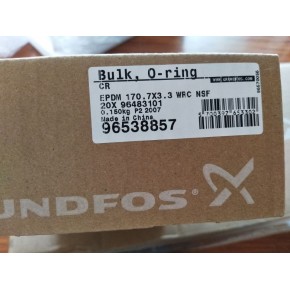 Bulk, O-ring
CR
EPDM 170.7X3.3 WRC NSF
20X 96483101
0.150kg P2 2007
Made in China
96538857
UNDFOS